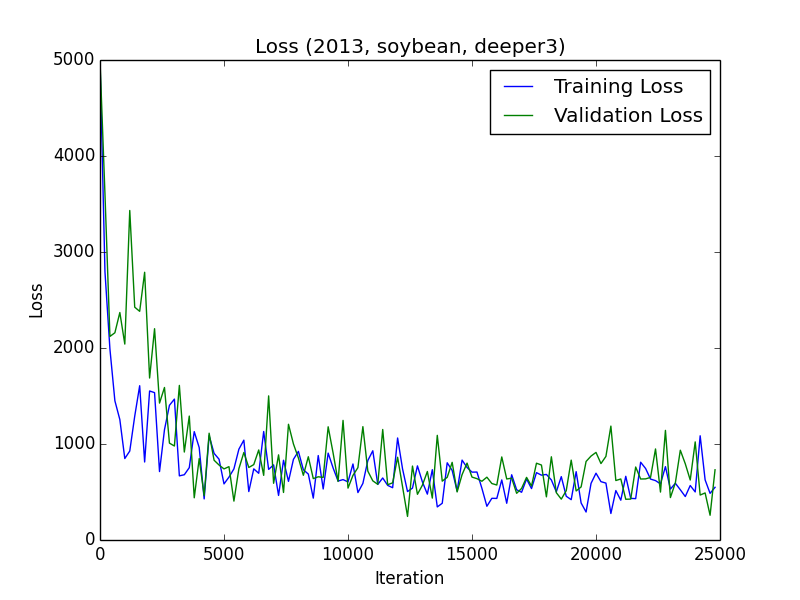 Loss (2013, soybean, deeper3)
Training Loss
Validation Loss
5000
4000
3000
2000
1000
0
Loss
0
5000
10000
15000
20000
25000
Iteration